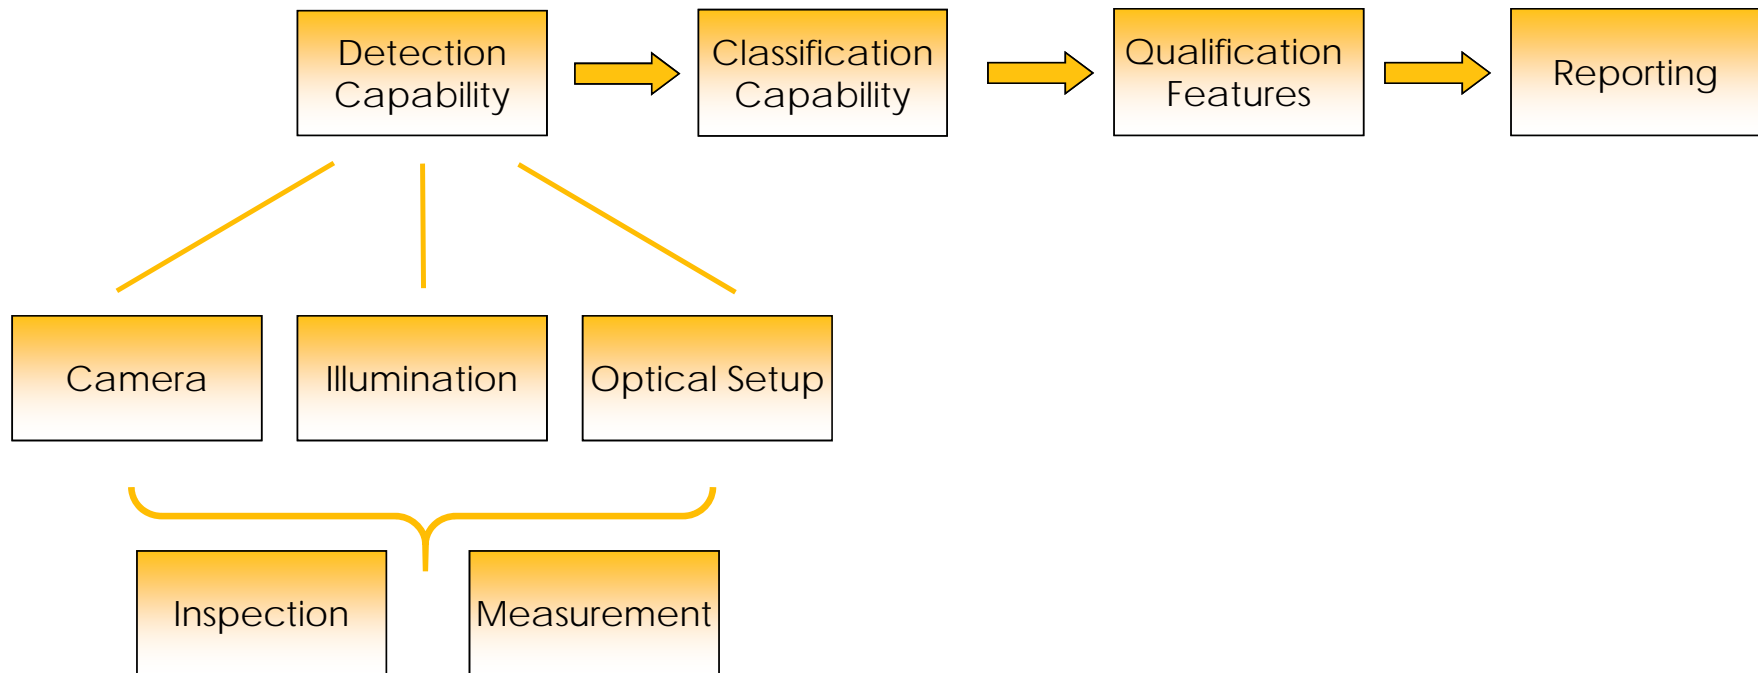 Detection
Capability
Classification
Capability
Qualification
Features
Reporting
Camera
Illumination
Optical Setup
Inspection
Measurement